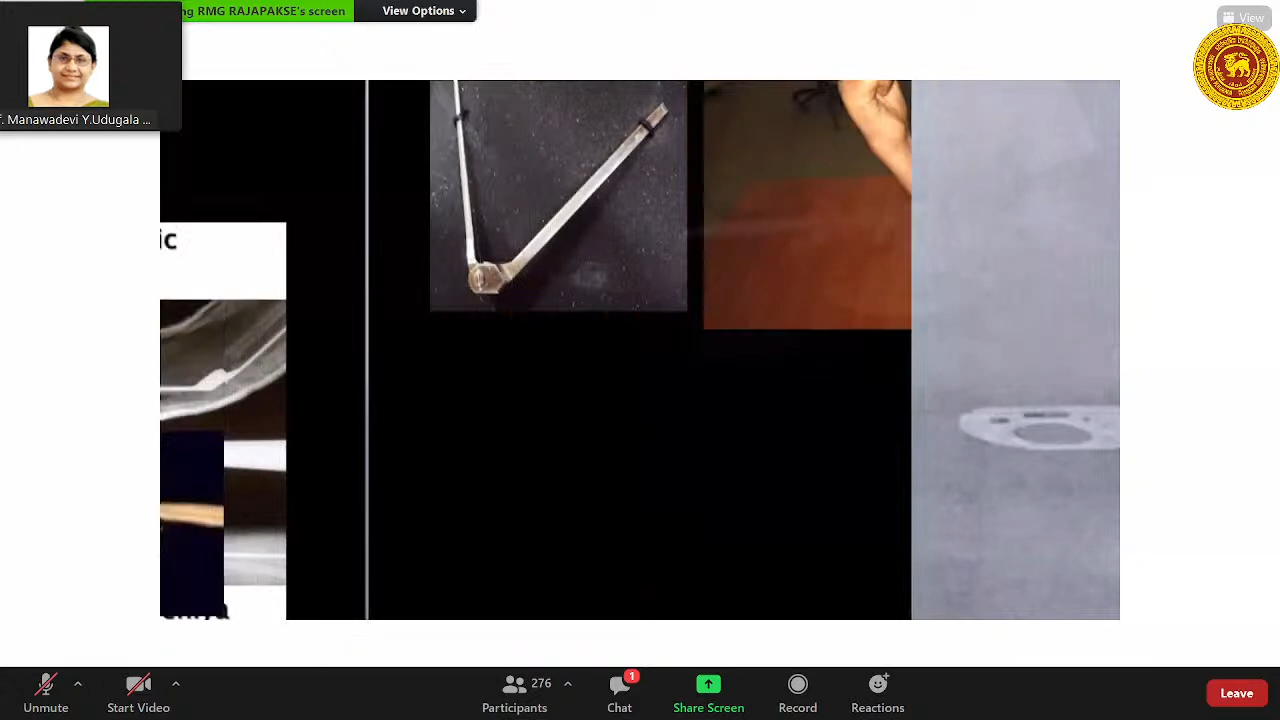 ng RMG RAJAPAKSE's screen
View Options
View
f. Manawadevi Y.Udugala ...
ic
Unmute
Start Video
276
Participants
1
Chat
Share Screen
Record
Reactions
Leave